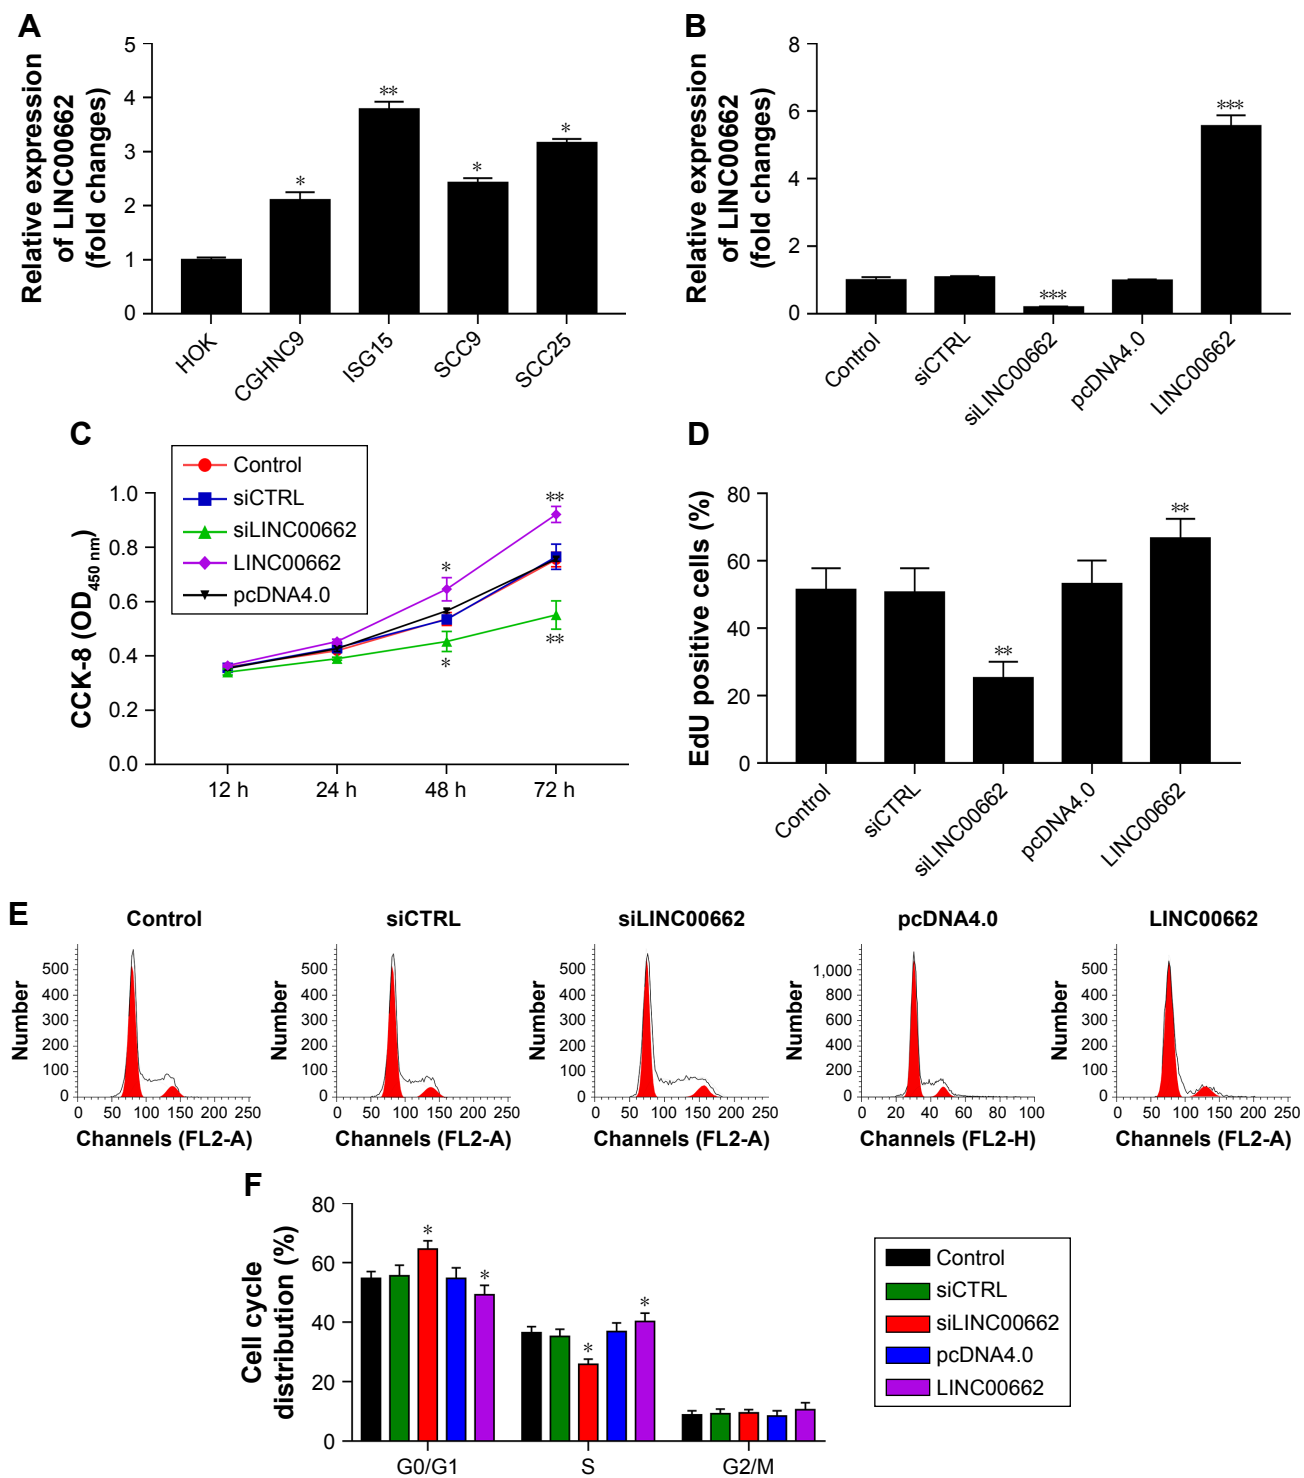 A
Relative expression
of LINC00662
(fold changes)
5
4
3
2
1
0
*
**
*
*
HOK
CGHNC9
ISG15
SCC9
SCC25
B
Relative expression
of LINC00662
(fold changes)
8
6
4
2
0
***
***
Control
siCTRL
siLINC00662
pcDNA4.0
LINC00662
C
Control
siCTRL
siLINC00662
LINC00662
pcDNA4.0
CCK-8 (OD450 nm)
1.0
0.8
0.6
0.4
0.2
0.0
*
**
*
**
12 h
24 h
48 h
72 h
D
EdU positive cells (%)
80
60
40
20
0
**
**
Control
siCTRL
siLINC00662
pcDNA4.0
LINC00662
E
Control
Number
500
400
300
200
100
0
0 50 100 150 200 250
Channels (FL2-A)
siCTRL
Number
500
400
300
200
100
0
0 50 100 150 200 250
Channels (FL2-A)
siLINC00662
Number
500
400
300
200
100
0
0 50 100 150 200 250
Channels (FL2-A)
pcDNA4.0
Number
1,000
800
600
400
200
0
0 20 40 60 80 100
Channels (FL2-H)
LINC00662
Number
500
400
300
200
100
0
0 50 100 150 200 250
Channels (FL2-A)
F
Cell cycle
distribution (%)
80
60
40
20
0
*
*
*
*
G0/G1
S
G2/M
Control
siCTRL
siLINC00662
pcDNA4.0
LINC00662